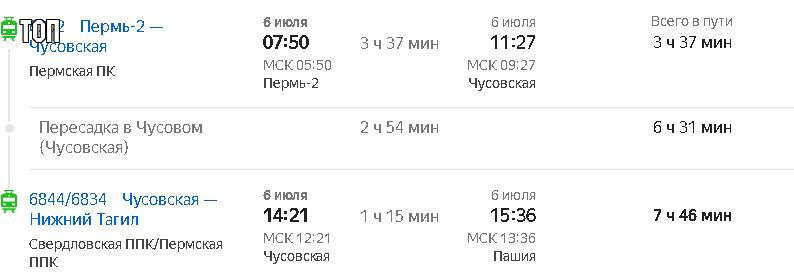 6 июля
6 июля
Всего в пути
ТОП
2 Пермь-2 —
Чусовская
07:50
3 ч 37 мин
11:27
3 ч 37 мин
МСК 05:50
МСК 09:27
Пермская ПК
Пермь-2
Чусовская
Пересадка в Чусовом
(Чусовская)
2 ч 54 мин
6 ч 31 мин
6844/6834 Чусовская —
Нижний Тагил
6 июля
6 июля
14:21
1 ч 15 мин
15:36
7 ч 46 мин
МСК 12:21
МСК 13:36
Свердловская ППК/Пермская
ППК
Чусовская
Пашия